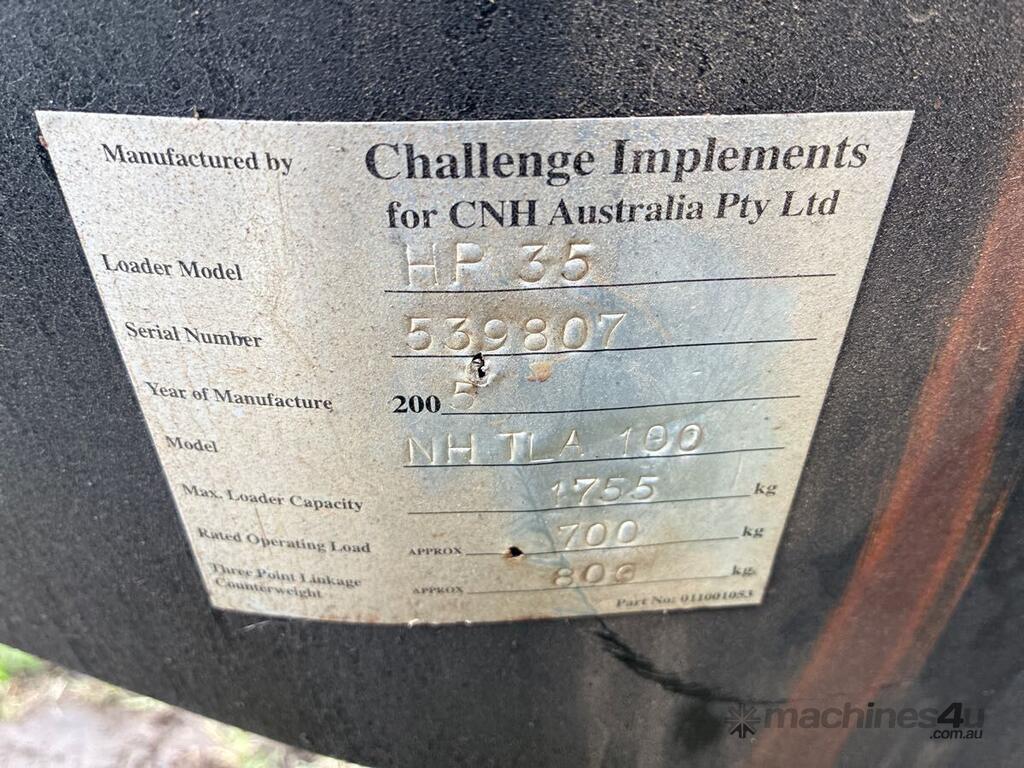 Manufactured by Challenge Implements
for CNH Australia Pty Ltd
Loader Model HP 35
Serial Number 539807
Year of Manufacture 2005
Model NH TLA 100
Max. Loader Capacity 1755 kg
Rated Operating Load APPROX 700 kg
Three Point Linkage
Counterweight APPROX kg.
Part No: 011001053
machines4u
.com.au